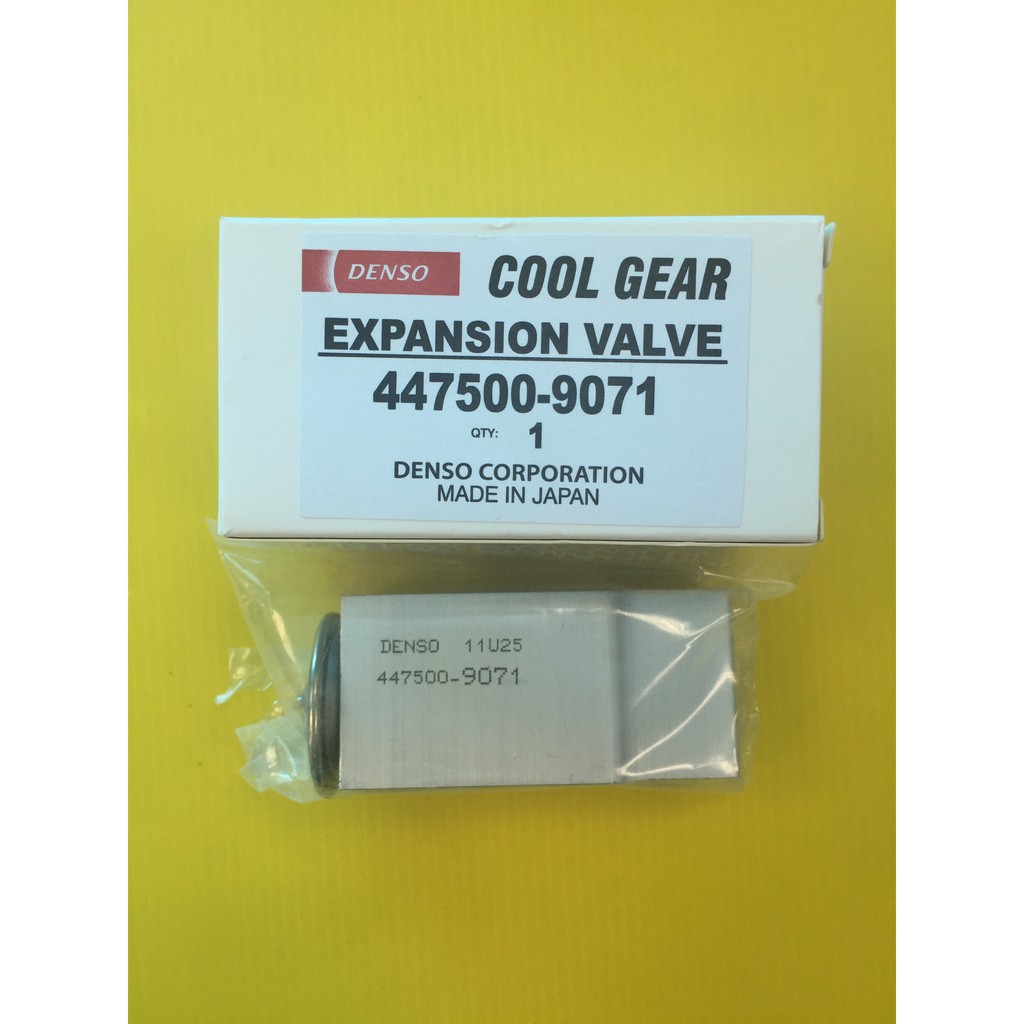 DENSO COOL GEAR
EXPANSION VALVE
447500-9071
QTY: 1
DENSO CORPORATION
MADE IN JAPAN
DENSO 11U25
447500-9071